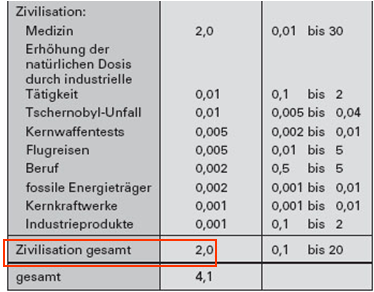 Zivilisation:
Medizin 2,0 0,01 bis 30
Erhöhung der
natürlichen Dosis
durch industrielle
Tätigkeit 0,01 0,1 bis 2
Tschernobyl-Unfall 0,01 0,005 bis 0,04
Kernwaffentests 0,005 0,002 bis 0,01
Flugreisen 0,005 0,01 bis 5
Beruf 0,002 0,5 bis 5
fossile Energieträger 0,002 0,001 bis 0,01
Kernkraftwerke 0,001 0,001 bis 0,01
Industrieprodukte 0,001 0,1 bis 2
Zivilisation gesamt 2,0 0,1 bis 20
gesamt 4,1